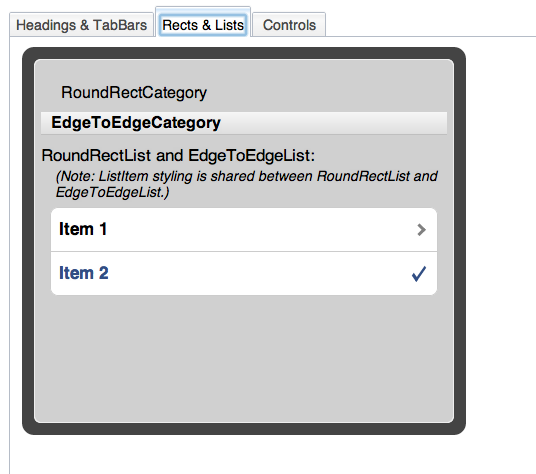 Headings & TabBars Rects & Lists Controls
RoundRectCategory
EdgeToEdgeCategory
RoundRectList and EdgeToEdgeList:
(Note: ListItem styling is shared between RoundRectList and
EdgeToEdgeList.)
Item 1
Item 2